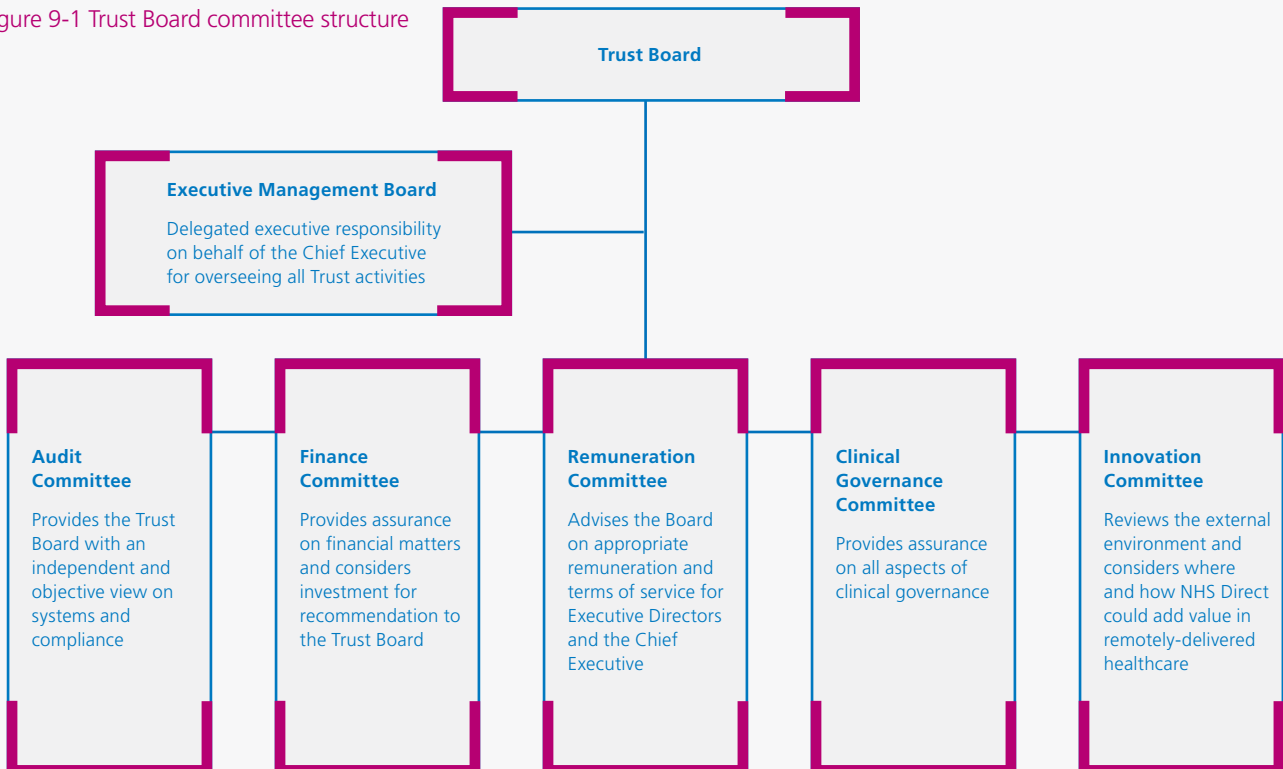 gure 9-1 Trust Board committee structure
Trust Board
Executive Management Board
Delegated executive responsibility
on behalf of the Chief Executive
for overseeing all Trust activities
Audit
Committee
Provides the Trust
Board with an
independent and
objective view on
systems and
compliance
Finance
Committee
Provides assurance
on financial matters
and considers
investment for
recommendation to
the Trust Board
Remuneration
Committee
Advises the Board
on appropriate
remuneration and
terms of service for
Executive Directors
and the Chief
Executive
Clinical
Governance
Committee
Provides assurance
on all aspects of
clinical governance
Innovation
Committee
Reviews the external
environment and
considers where
and how NHS Direct
could add value in
remotely-delivered
healthcare